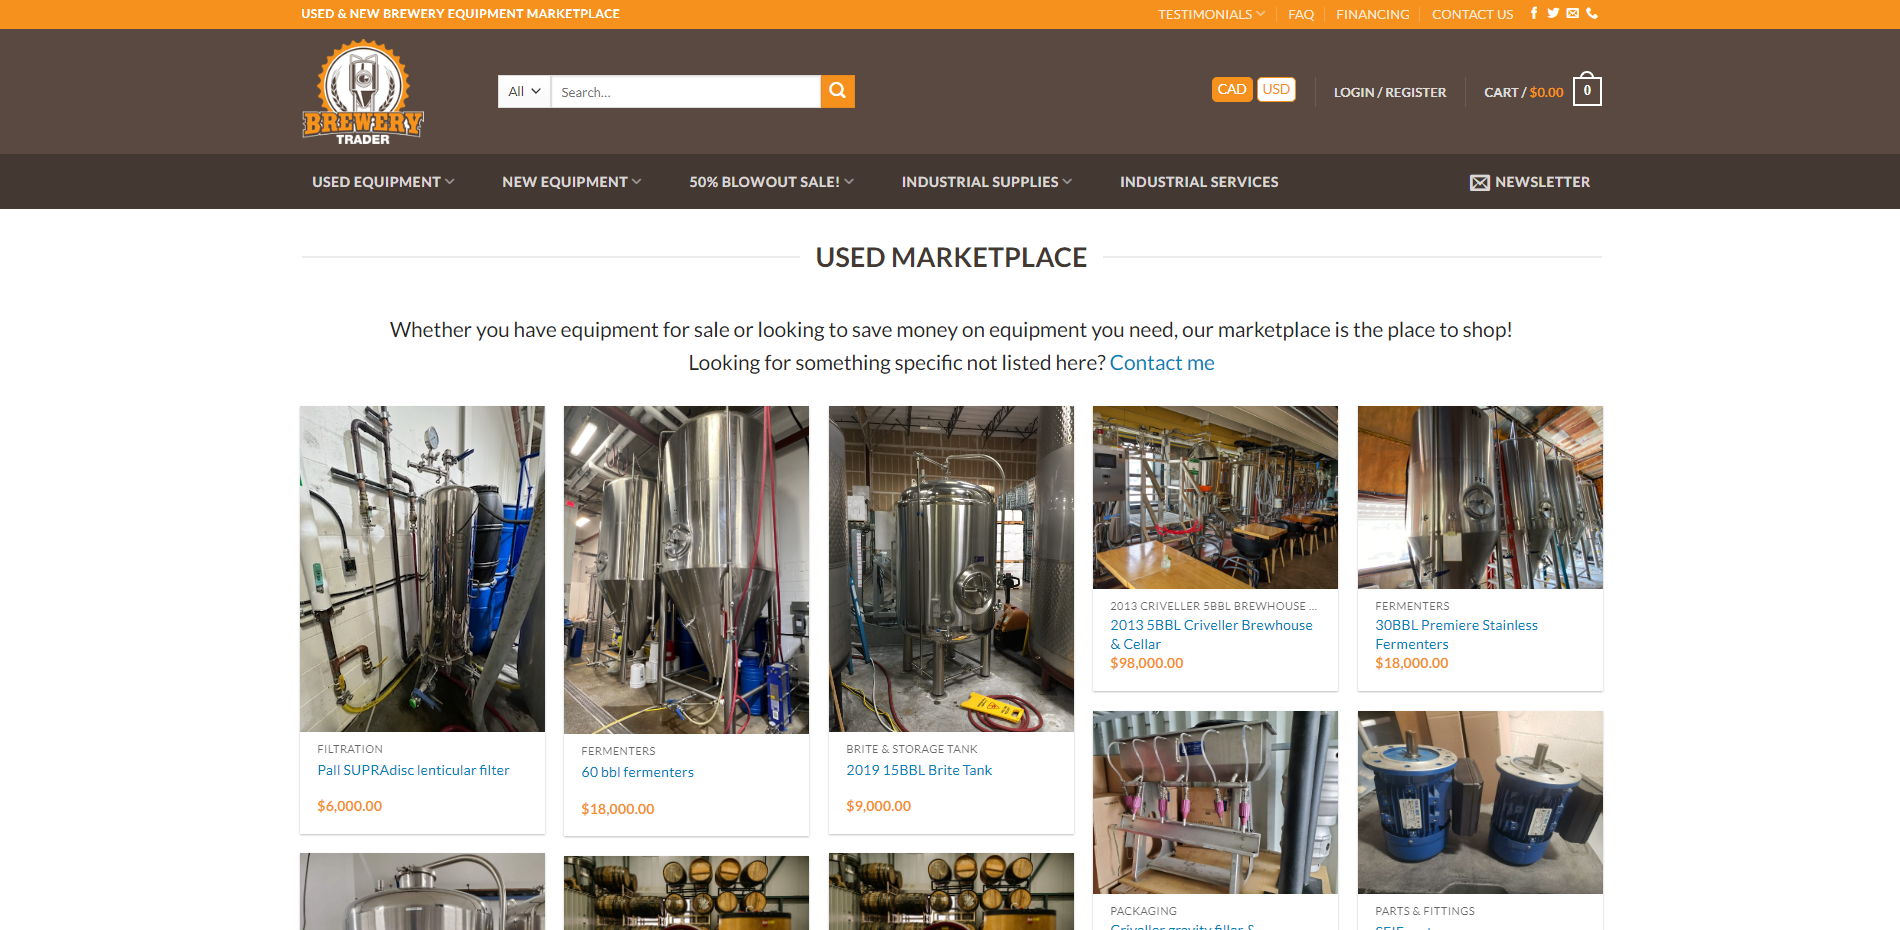 USED & NEW BREWERY EQUIPMENT MARKETPLACE
TESTIMONIALS
FAQ
FINANCING
CONTACT US
BREWERY
TRADER
All
Search...
CAD
USD
LOGIN / REGISTER
CART / $0.00
0
USED EQUIPMENT
NEW EQUIPMENT
50% BLOWOUT SALE!
INDUSTRIAL SUPPLIES
INDUSTRIAL SERVICES
NEWSLETTER
USED MARKETPLACE
Whether you have equipment for sale or looking to save money on equipment you need, our marketplace is the place to shop!
Looking for something specific not listed here? Contact me
FILTRATION
Pall SUPRAdisc lenticular filter
$6,000.00
FERMENTERS
60 bbl fermenters
$18,000.00
BRITE & STORAGE TANK
2019 15BBL Brite Tank
$9,000.00
2013 CRIVELLER 5BBL BREWHOUSE ...
2013 5BBL Criveller Brewhouse
& Cellar
$98,000.00
FERMENTERS
30BBL Premiere Stainless
Fermenters
$18,000.00
PACKAGING
Criveller gravity filler &
PARTS & FITTINGS